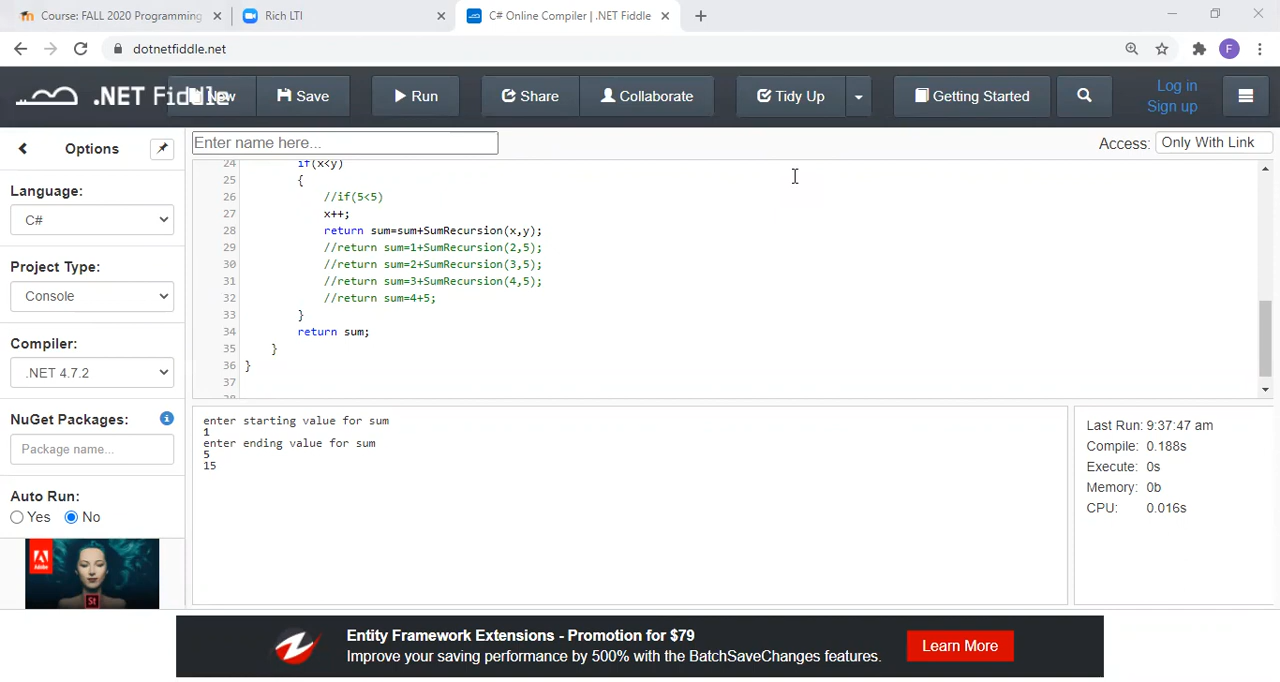 Course: FALL 2020 Programming
Rich LTI
C# Online Compiler | .NET Fiddle
dotnetfiddle.net
F
.NET Fiddle
New
Save
Run
Share
Collaborate
Tidy Up
Getting Started
Log in
Sign up
Options
Enter name here...
Access:
Only With Link
Language:
C#
Project Type:
Console
Compiler:
.NET 4.7.2
NuGet Packages:
Package name...
Auto Run:
Yes
No
24 if(x<y)
25 {
26 //if(5<5)
27 x++;
28 return sum=sum+SumRecursion(x,y);
29 //return sum=1+SumRecursion(2,5);
30 //return sum=2+SumRecursion(3,5);
31 //return sum=3+SumRecursion(4,5);
32 //return sum=4+5;
33 }
34 return sum;
35 }
36 }
37
enter starting value for sum
1
enter ending value for sum
5
15
Last Run: 9:37:47 am
Compile: 0.188s
Execute: 0s
Memory: 0b
CPU: 0.016s
St
Entity Framework Extensions - Promotion for $79
Improve your saving performance by 500% with the BatchSaveChanges features.
Learn More